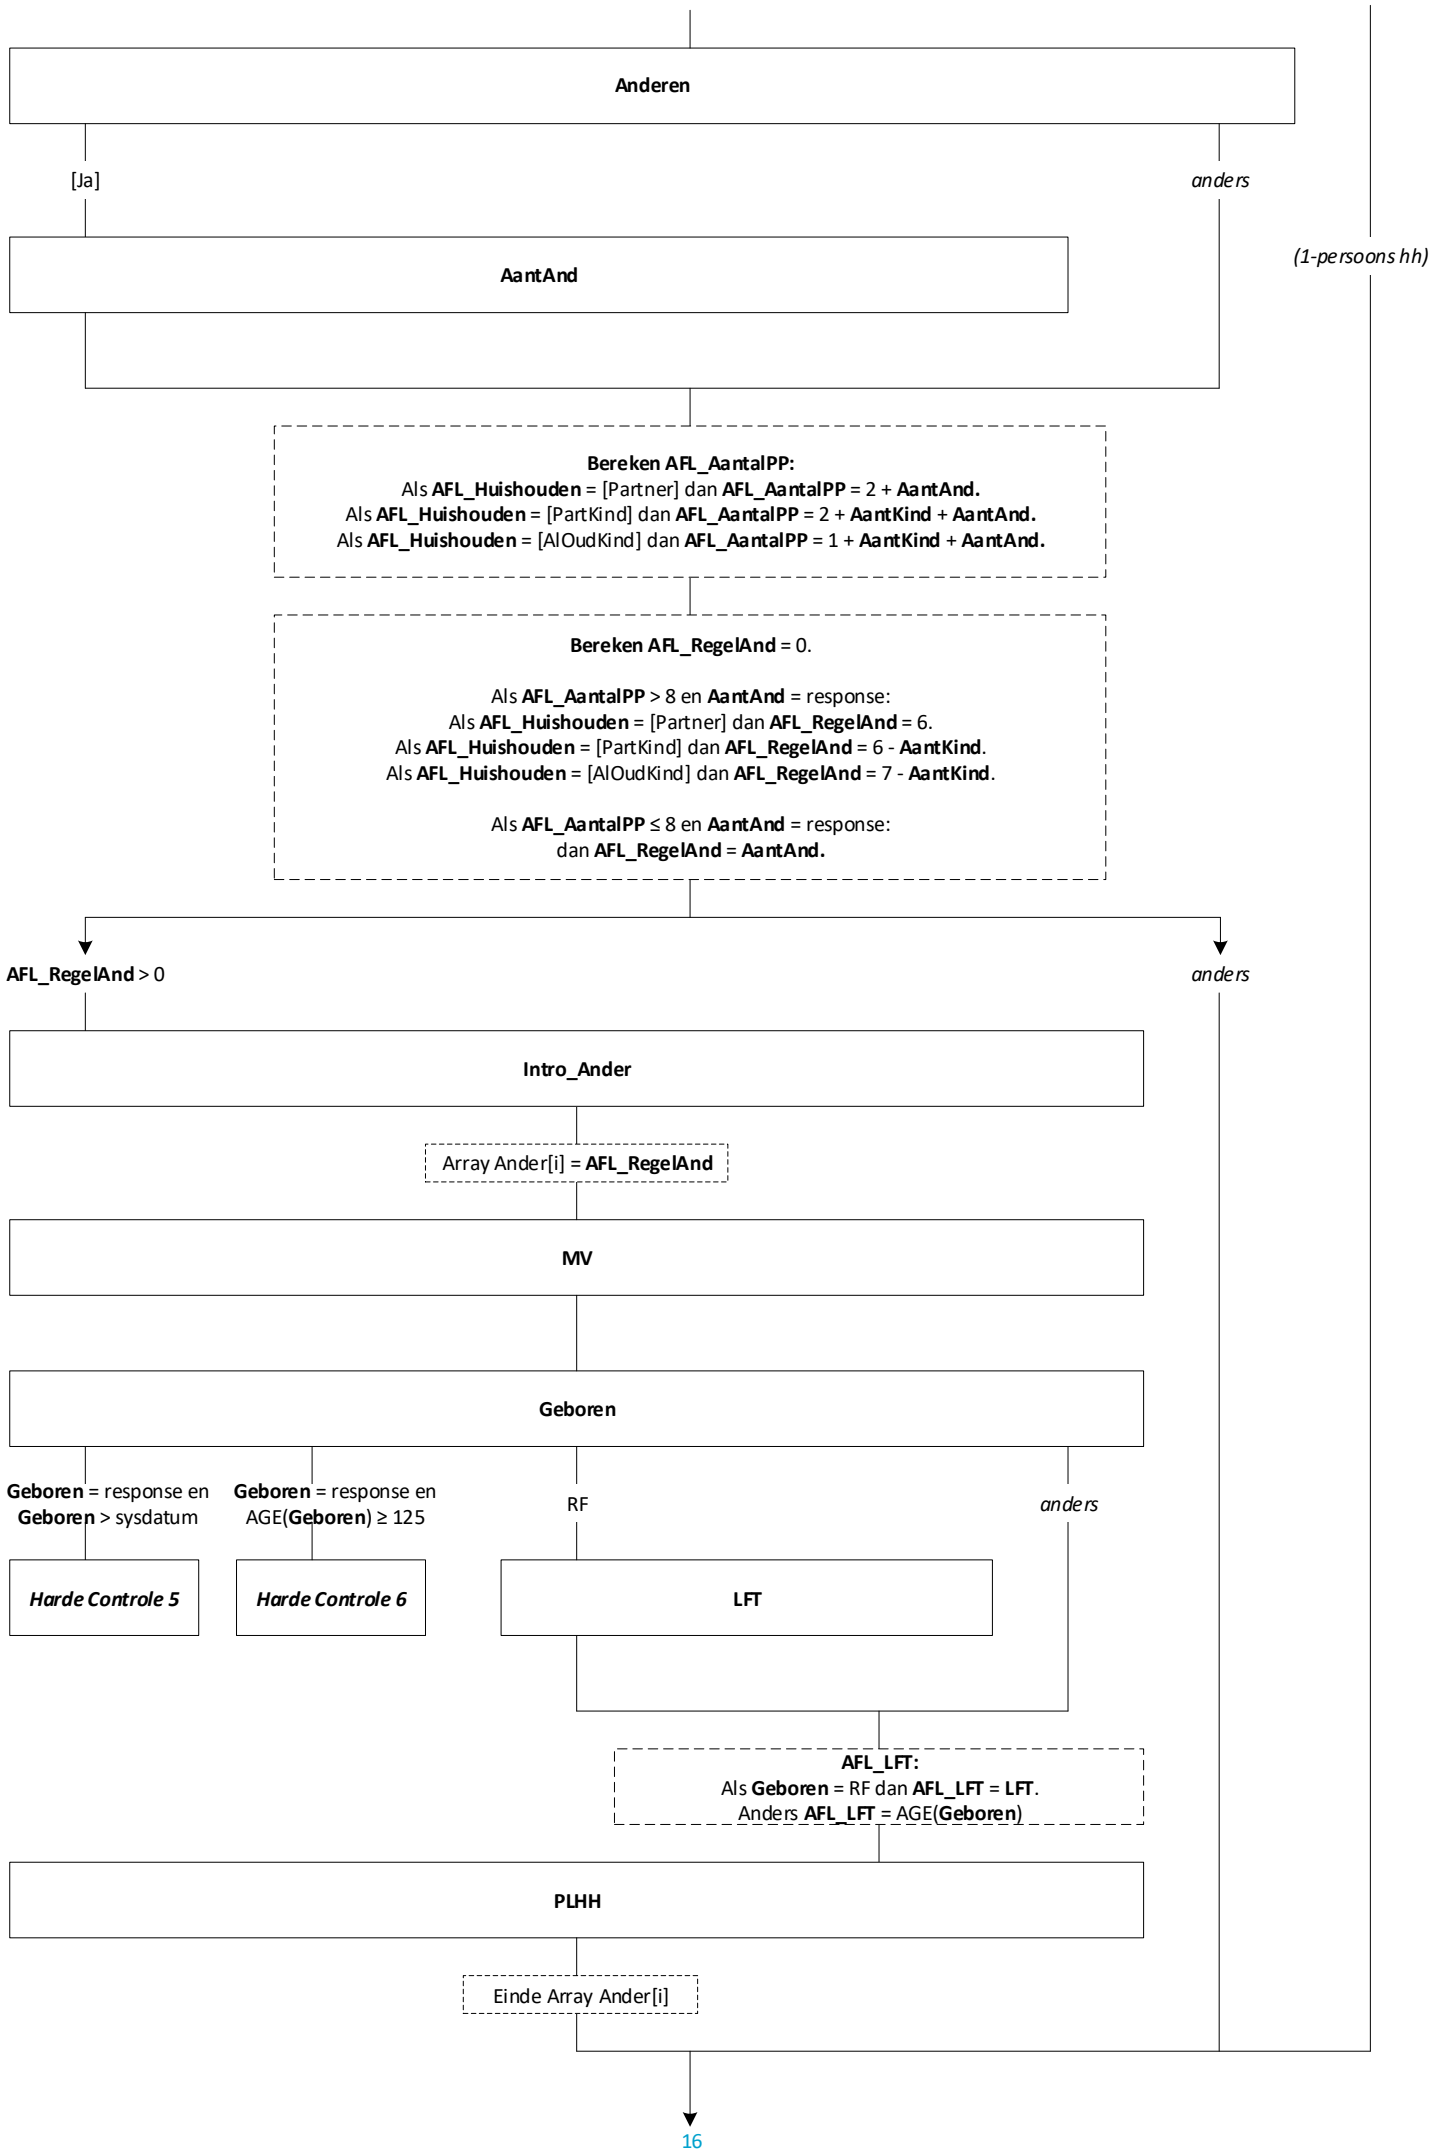 Anderen
[Ja]
anders
(1-persoons hh)
AantAnd
Bereken AFL_AantalPP:
Als AFL_Huishouden = [Partner] dan AFL_AantalPP = 2 + AantAnd.
Als AFL_Huishouden = [PartKind] dan AFL_AantalPP = 2 + AantKind + AantAnd.
Als AFL_Huishouden = [AlOudKind] dan AFL_AantalPP = 1 + AantKind + AantAnd.
Bereken AFL_RegelAnd = 0.
Als AFL_AantalPP > 8 en AantAnd = response:
Als AFL_Huishouden = [Partner] dan AFL_RegelAnd = 6.
Als AFL_Huishouden = [PartKind] dan AFL_RegelAnd = 6 - AantKind.
Als AFL_Huishouden = [AlOudKind] dan AFL_RegelAnd = 7 - AantKind.
Als AFL_AantalPP ≤ 8 en AantAnd = response:
dan AFL_RegelAnd = AantAnd.
AFL_RegelAnd > 0
anders
Intro_Ander
Array Ander[i] = AFL_RegelAnd
MV
Geboren
Geboren = response en
Geboren > sysdatum
Geboren = response en
AGE(Geboren) ≥ 125
RF
anders
Harde Controle 5
Harde Controle 6
LFT
AFL_LFT:
Als Geboren = RF dan AFL_LFT = LFT.
Anders AFL_LFT = AGE(Geboren)
PLHH
Einde Array Ander[i]
16